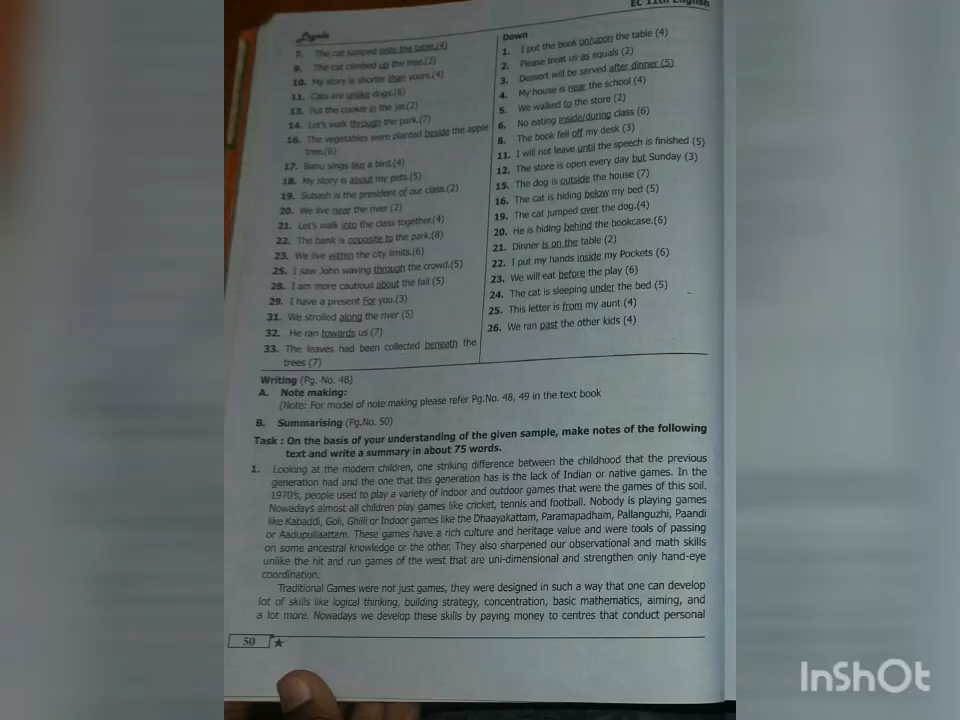 EC 11th English
Loyola
7. The cat jumped onto the table.(4)
9. The cat climbed up the tree.(2)
10. My story is shorter than yours.(4)
11. Cats are unlike dogs.(6)
13. Put the cookie in the jar.(2)
14. Let's walk through the park.(7)
16. The vegetables were planted beside the apple
tree.(6)
17. Banu sings like a bird.(4)
18. My story is about my pets.(5)
19. Subash is the president of our class.(2)
20. We live near the river (2)
21. Let's walk into the class together.(4)
22. The bank is opposite to the park.(8)
23. We live within the city limits.(6)
25. I saw John waving through the crowd.(5)
28. I am more cautious about the fall (5)
29. I have a present For you.(3)
31. We strolled along the river (5)
32. He ran towards us (7)
33. The leaves had been collected beneath the
trees (7)
Down
1. I put the book on/upon the table (4)
2. Please treat us as equals (2)
3. Dessert will be served after dinner (5)
4. My house is near the school (4)
5. We walked to the store (2)
6. No eating inside/during class (6)
8. The book fell off my desk (3)
11. I will not leave until the speech is finished (5)
12. The store is open every day but Sunday (3)
15. The dog is outside the house (7)
16. The cat is hiding below my bed (5)
19. The cat jumped over the dog.(4)
20. He is hiding behind the bookcase.(6)
21. Dinner is on the table (2)
22. I put my hands inside my Pockets (6)
23. We will eat before the play (6)
24. The cat is sleeping under the bed (5)
25. This letter is from my aunt (4)
26. We ran past the other kids (4)
Writing (Pg. No. 48)
A. Note making:
(Note: For model of note making please refer Pg.No. 48, 49 in the text book
B. Summarising (Pg.No. 50)
Task : On the basis of your understanding of the given sample, make notes of the following
text and write a summary in about 75 words.
1. Looking at the modern children, one striking difference between the childhood that the previous
generation had and the one that this generation has is the lack of Indian or native games. In the
1970's, people used to play a variety of indoor and outdoor games that were the games of this soil.
Nowadays almost all children play games like cricket, tennis and football. Nobody is playing games
like Kabaddi, Goli, Ghilli or Indoor games like the Dhaayakattam, Paramapadham, Pallanguzhi, Paandi
or Aadupuliaattam. These games have a rich culture and heritage value and were tools of passing
on some ancestral knowledge or the other. They also sharpened our observational and math skills
unlike the hit and run games of the west that are uni-dimensional and strengthen only hand-eye
coordination.
Traditional Games were not just games, they were designed in such a way that one can develop
lot of skills like logical thinking, building strategy, concentration, basic mathematics, aiming, and
a lot more. Nowadays we develop these skills by paying money to centres that conduct personal
50
InShOt